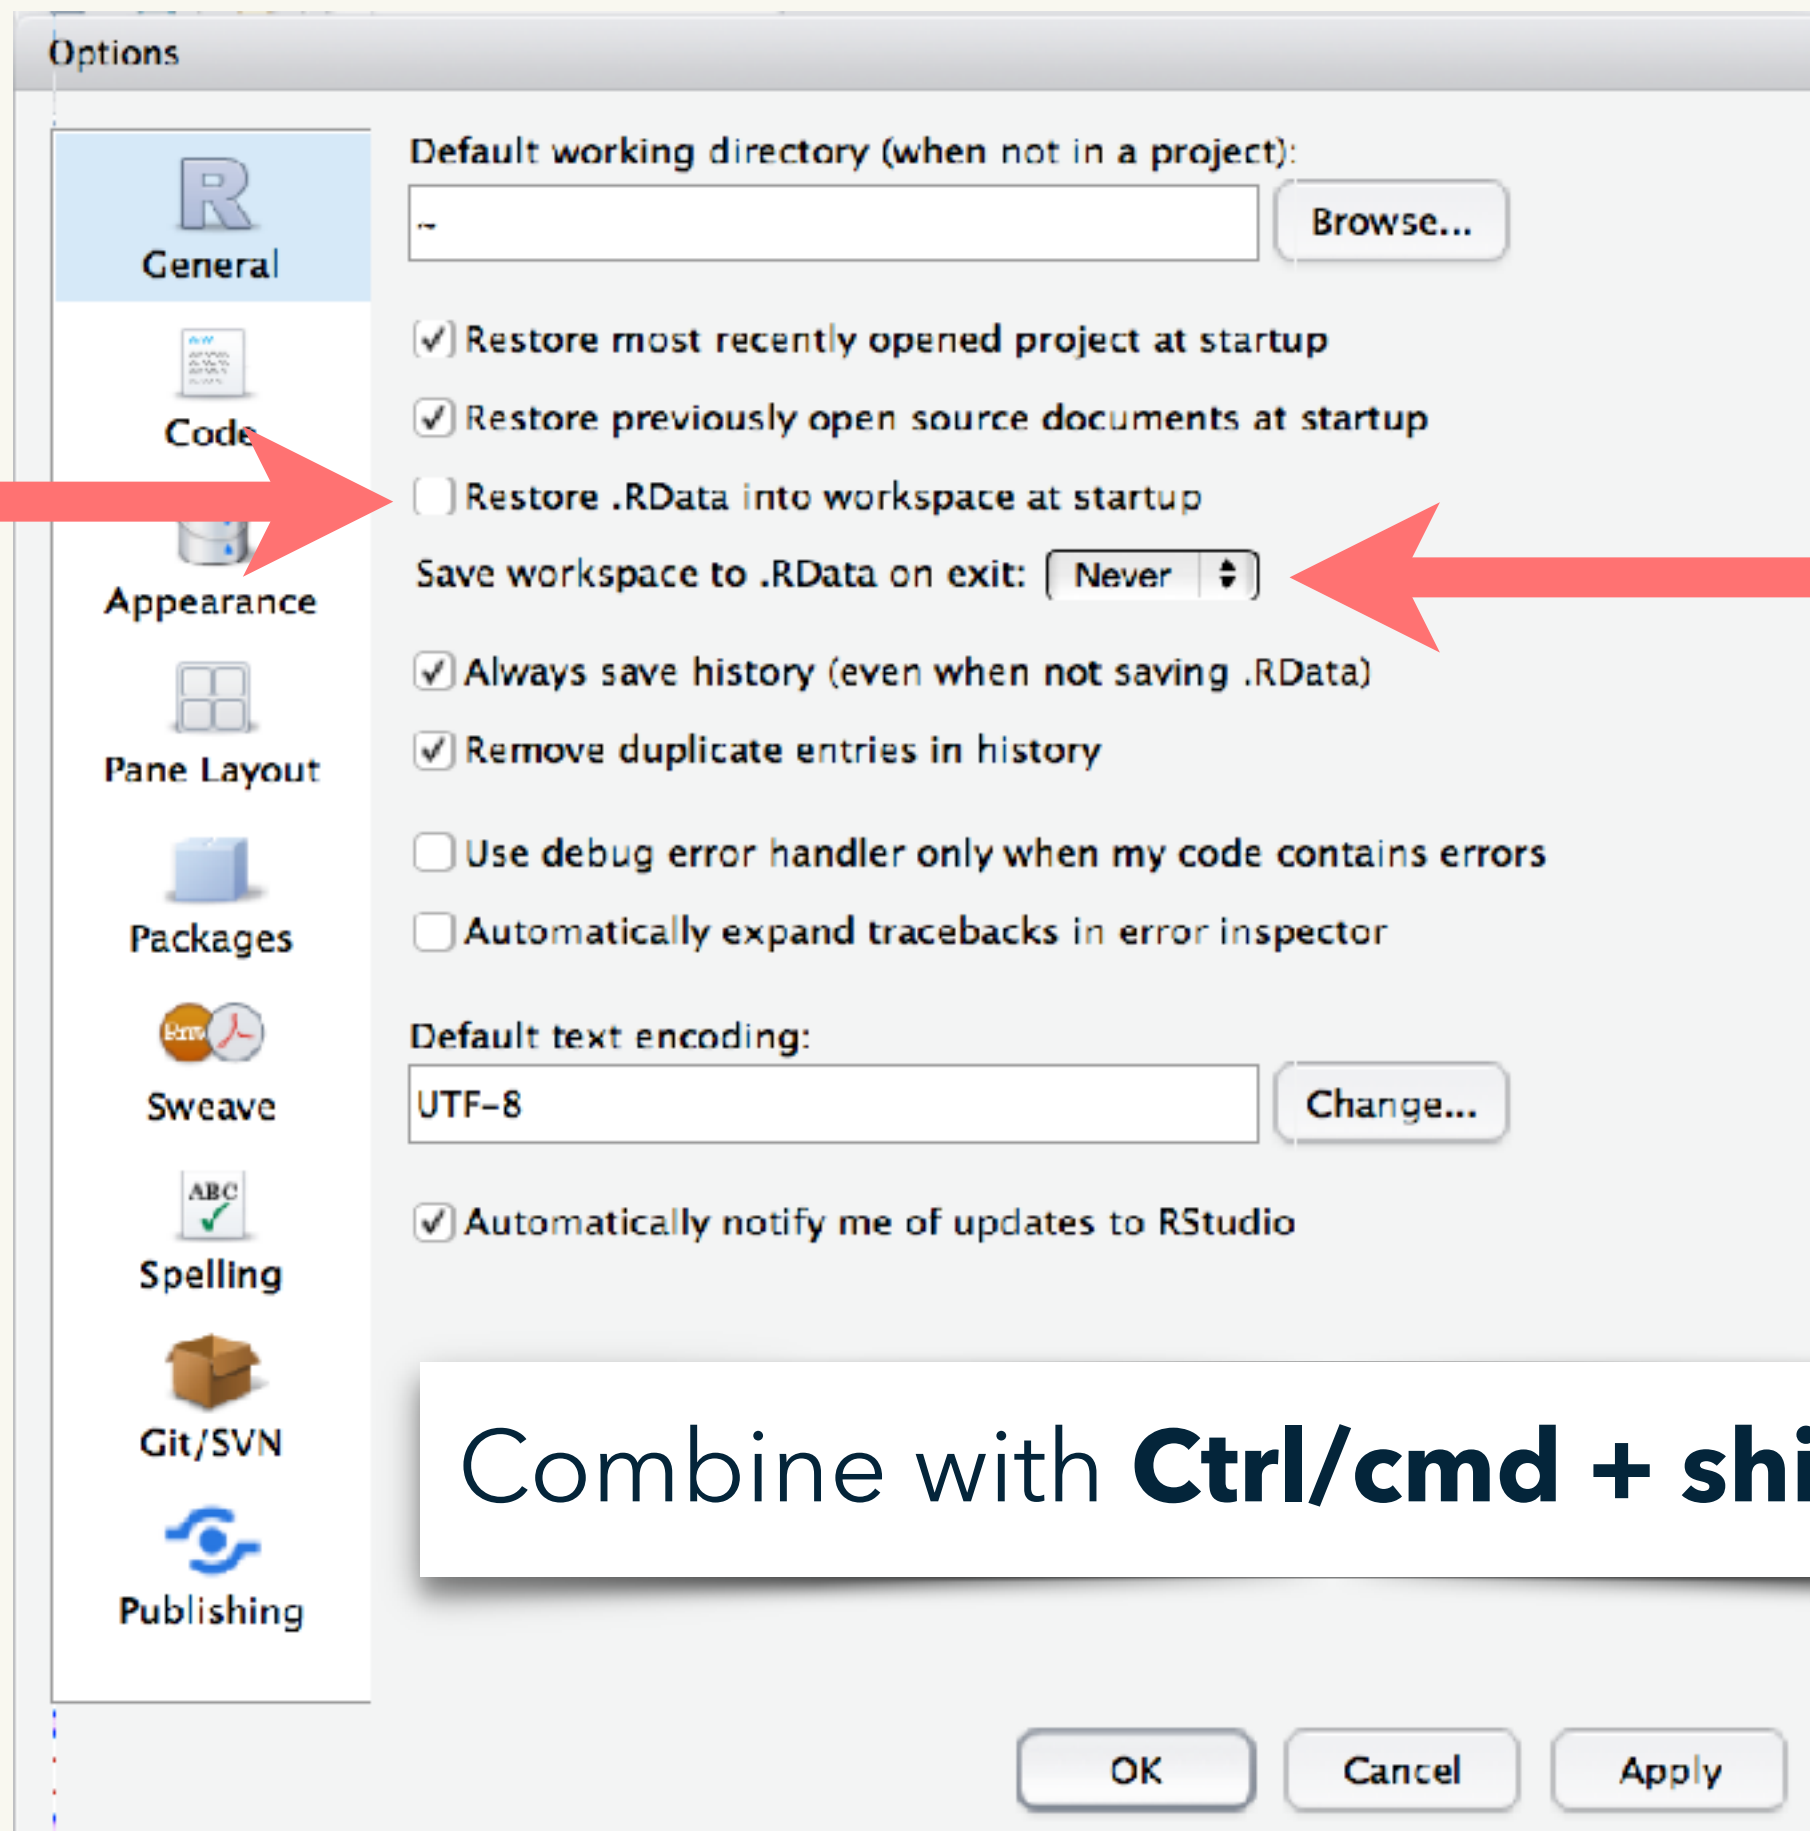 Options
General
Code
Appearance
Pane Layout
Packages
Sweave
ABC
Spelling
Git/SVN
Publishing
Default working directory (when not in a project):
~
Browse...
Restore most recently opened project at startup
Restore previously open source documents at startup
Restore .RData into workspace at startup
Save workspace to .RData on exit: Never
Always save history (even when not saving .RData)
Remove duplicate entries in history
Use debug error handler only when my code contains errors
Automatically expand tracebacks in error inspector
Default text encoding:
UTF-8
Change...
Automatically notify me of updates to RStudio
Combine with Ctrl/cmd + shi
OK Cancel Apply